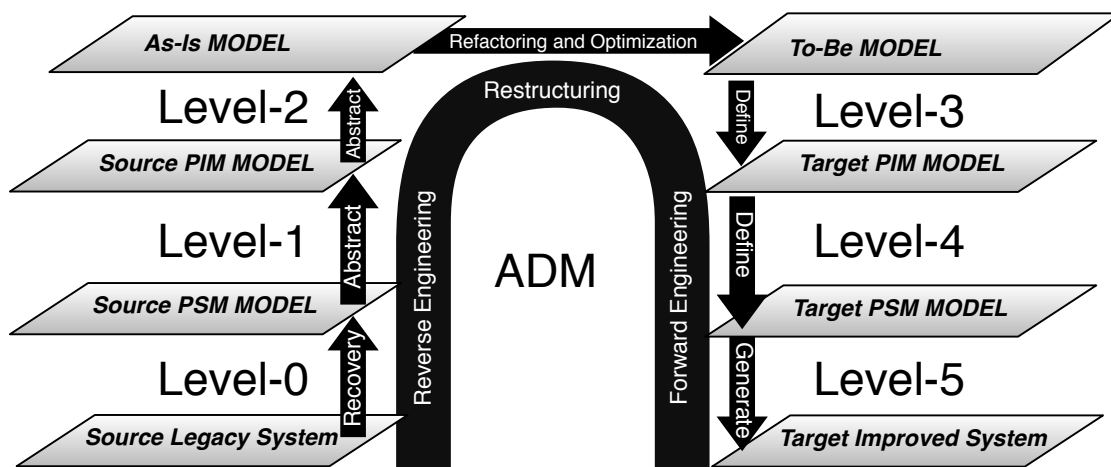 As-Is MODEL
Refactoring and Optimization
To-Be MODEL
Restructuring
Level-2
Abstract
Define
Level-3
Source PIM MODEL
Target PIM MODEL
Level-1
Abstract
Reverse Engineering
ADM
Forward Engineering
Define
Level-4
Source PSM MODEL
Target PSM MODEL
Level-0
Recovery
Generate
Level-5
Source Legacy System
Target Improved System